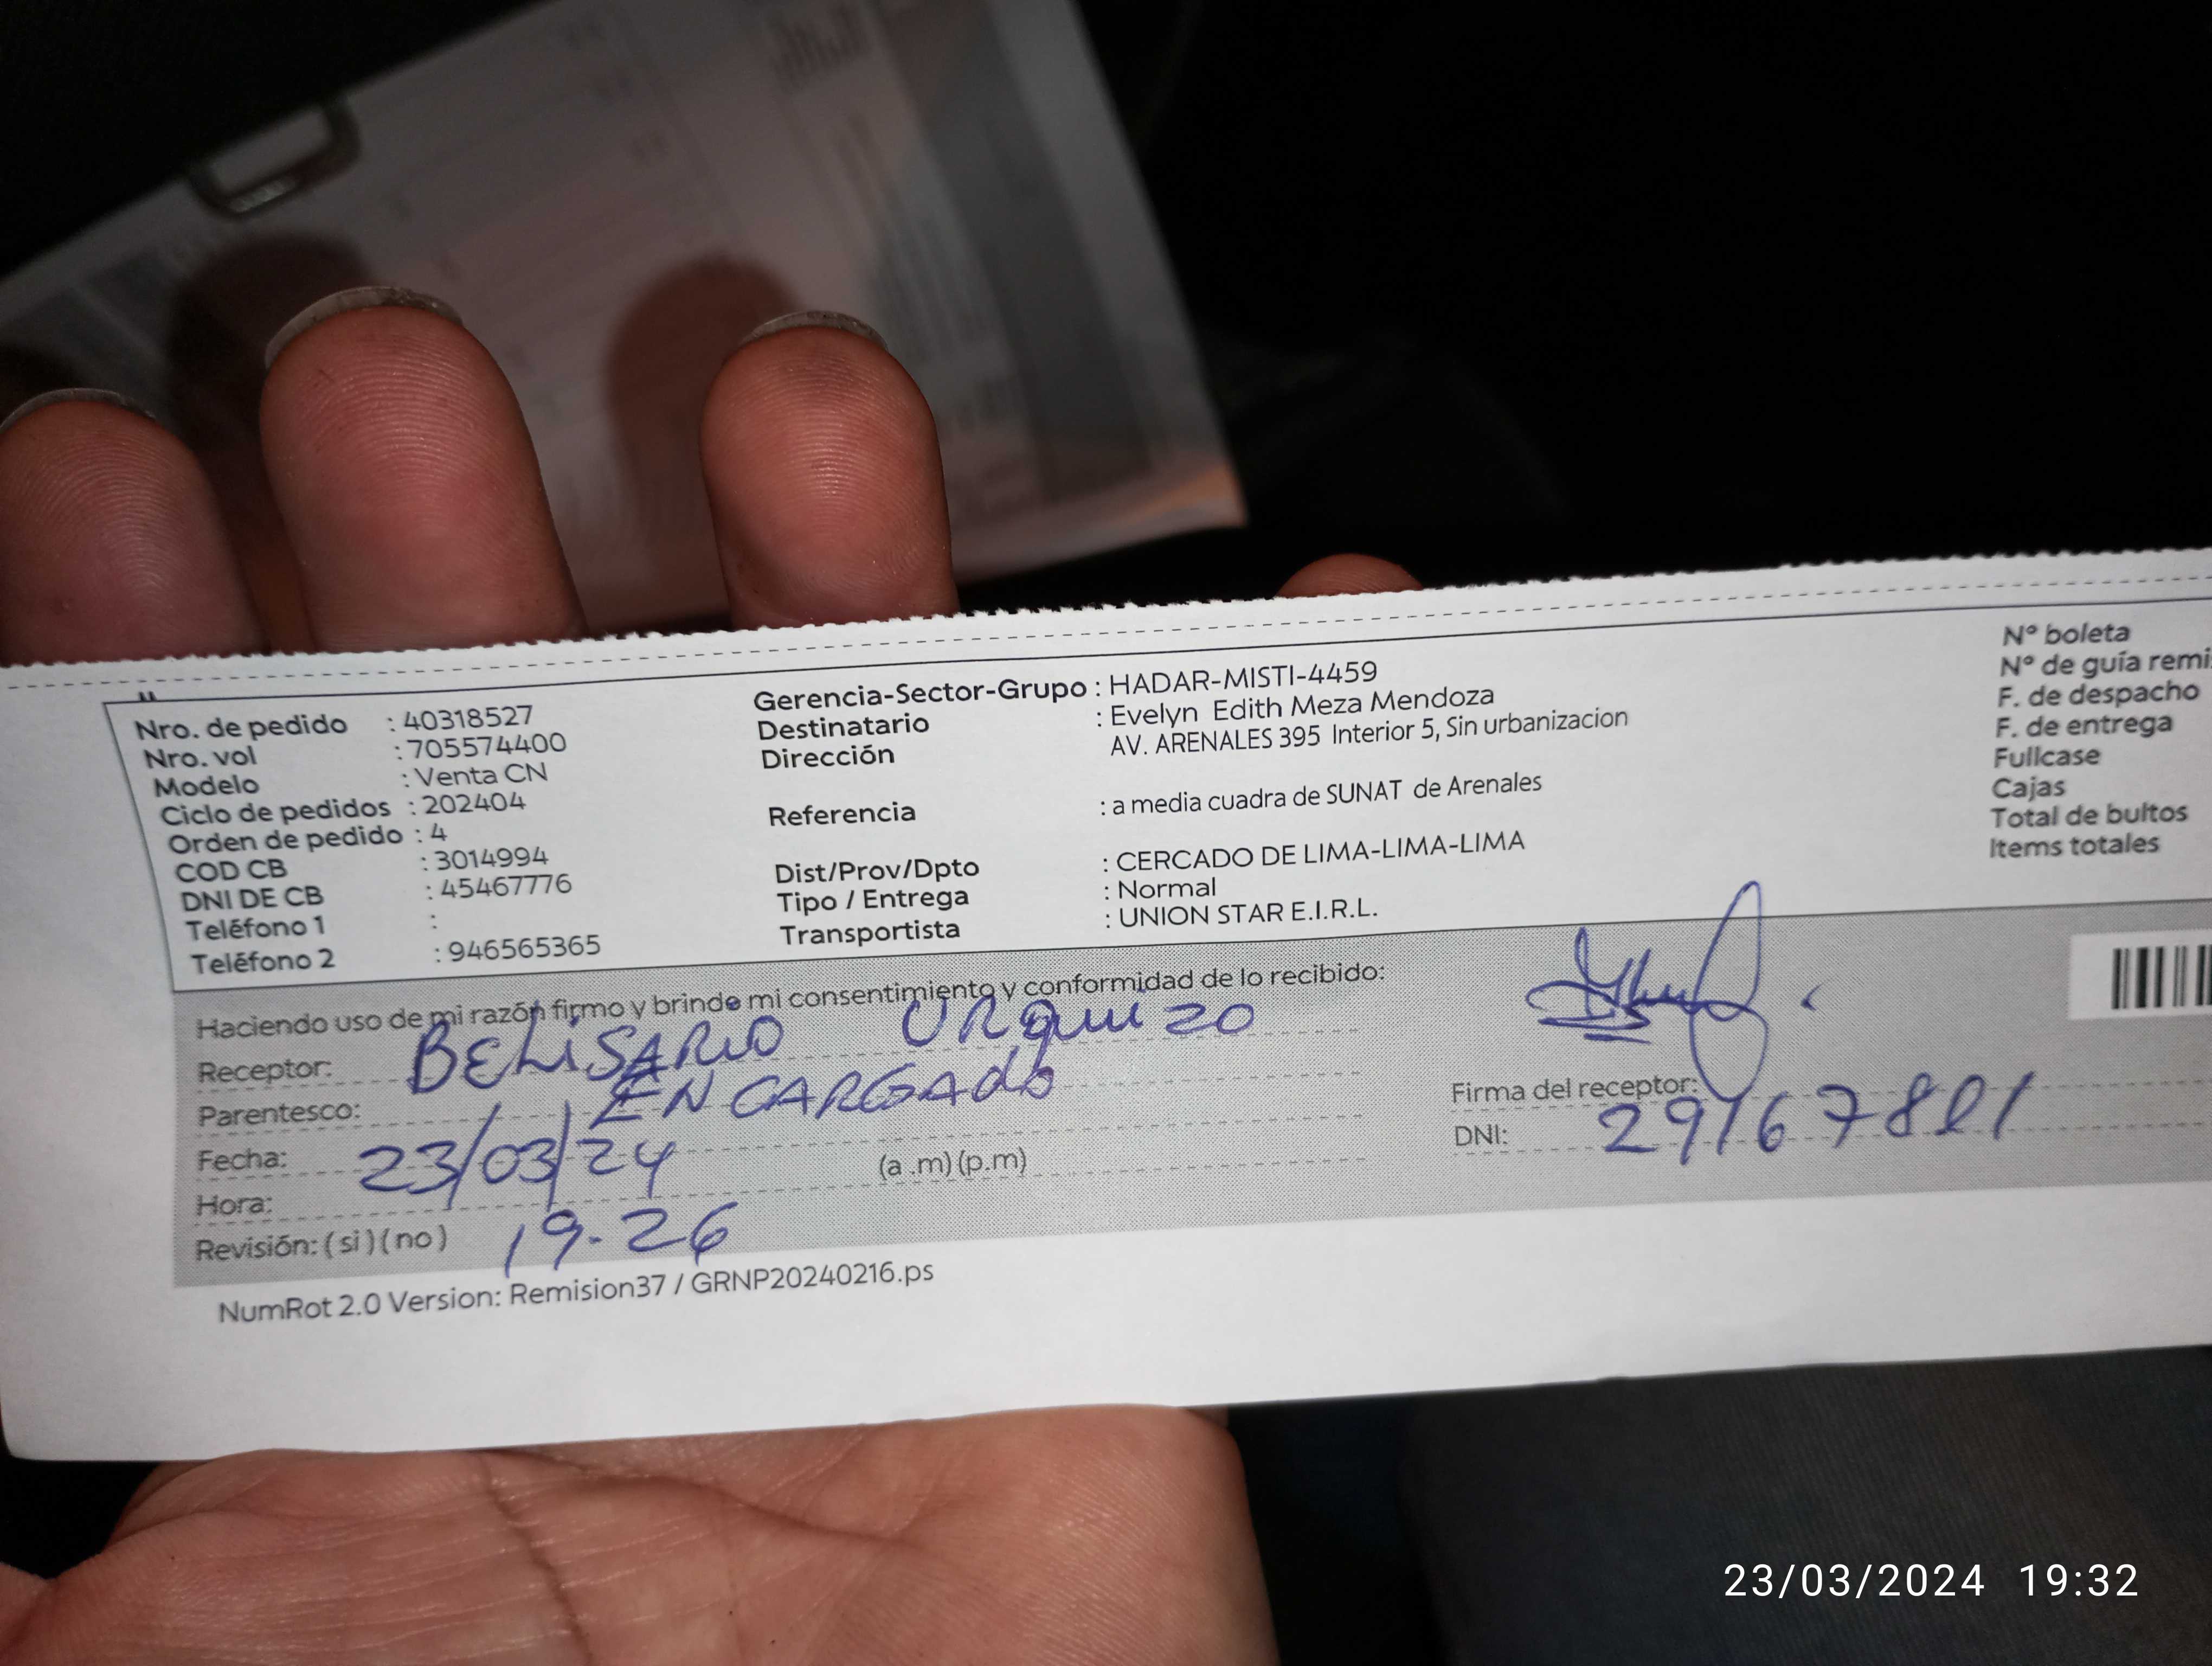 Nro. de pedido : 40318527
Nro. vol : 705574400
Modelo : Venta CN
Ciclo de pedidos : 202404
Orden de pedido : 4
COD CB : 3014994
DNI DE CB : 45467776
Teléfono 1 :
Teléfono 2 : 946565365
Gerencia-Sector-Grupo : HADAR-MISTI-4459
Destinatario : Evelyn Edith Meza Mendoza
Dirección AV. ARENALES 395 Interior 5, Sin urbanizacion
Referencia : a media cuadra de SUNAT de Arenales
Dist/Prov/Dpto : CERCADO DE LIMA-LIMA-LIMA
Tipo / Entrega : Normal
Transportista : UNION STAR E.I.R.L.
N° boleta
N° de guía remi
F. de despacho
F. de entrega
Fullcase
Cajas
Total de bultos
Items totales
Haciendo uso de mi razón firmo y brinde mi consentimiento y conformidad de lo recibido:
Receptor: BELISARIO URQUIZO
Parentesco: ENCARGADO
Fecha: 23/03/24
Hora: (a .m) (p.m)
Revisión: (si) (no) 19-26
Firma del receptor:
DNI: 29167881
NumRot 2.0 Version: Remision37 / GRNP20240216.ps
23/03/2024 19:32